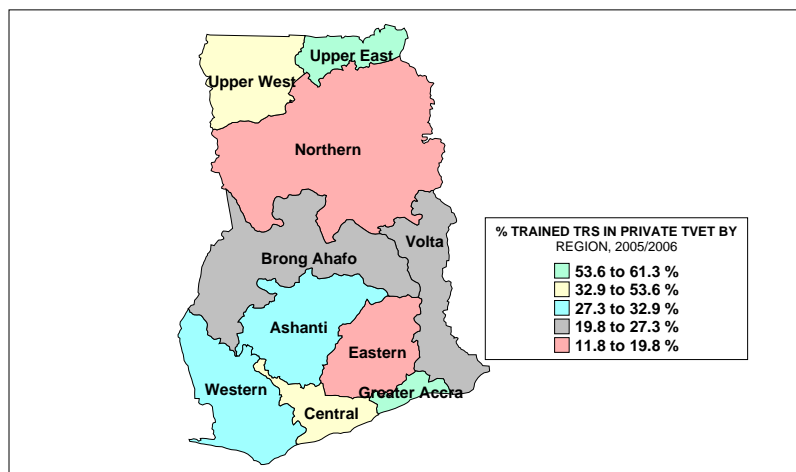 Upper East
Upper West
Northern
Volta
Brong Ahafo
Ashanti
Eastern
Western
Greater Accra
Central
% TRAINED TRS IN PRIVATE TVET BY
REGION, 2005/2006
53.6 to 61.3 %
32.9 to 53.6 %
27.3 to 32.9 %
19.8 to 27.3 %
11.8 to 19.8 %